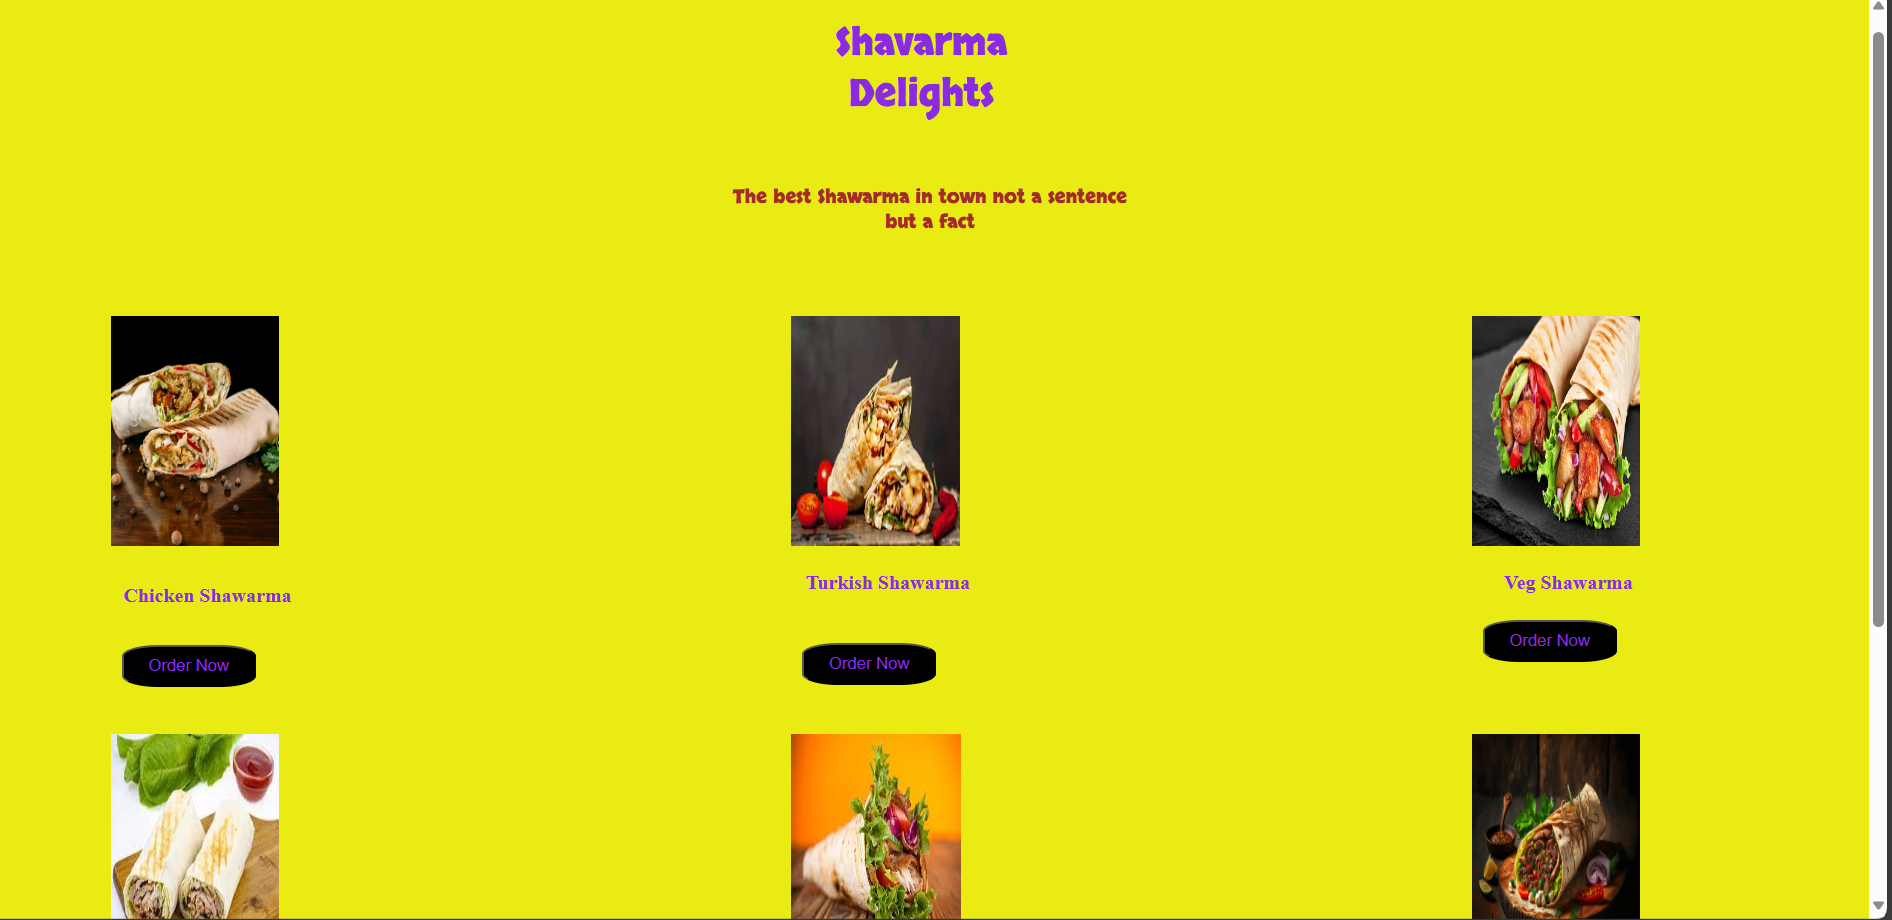 Shavarma
Delights
The best Shawarma in town not a sentence
but a fact
Chicken Shawarma
Turkish Shawarma
Veg Shawarma
Order Now
Order Now
Order Now